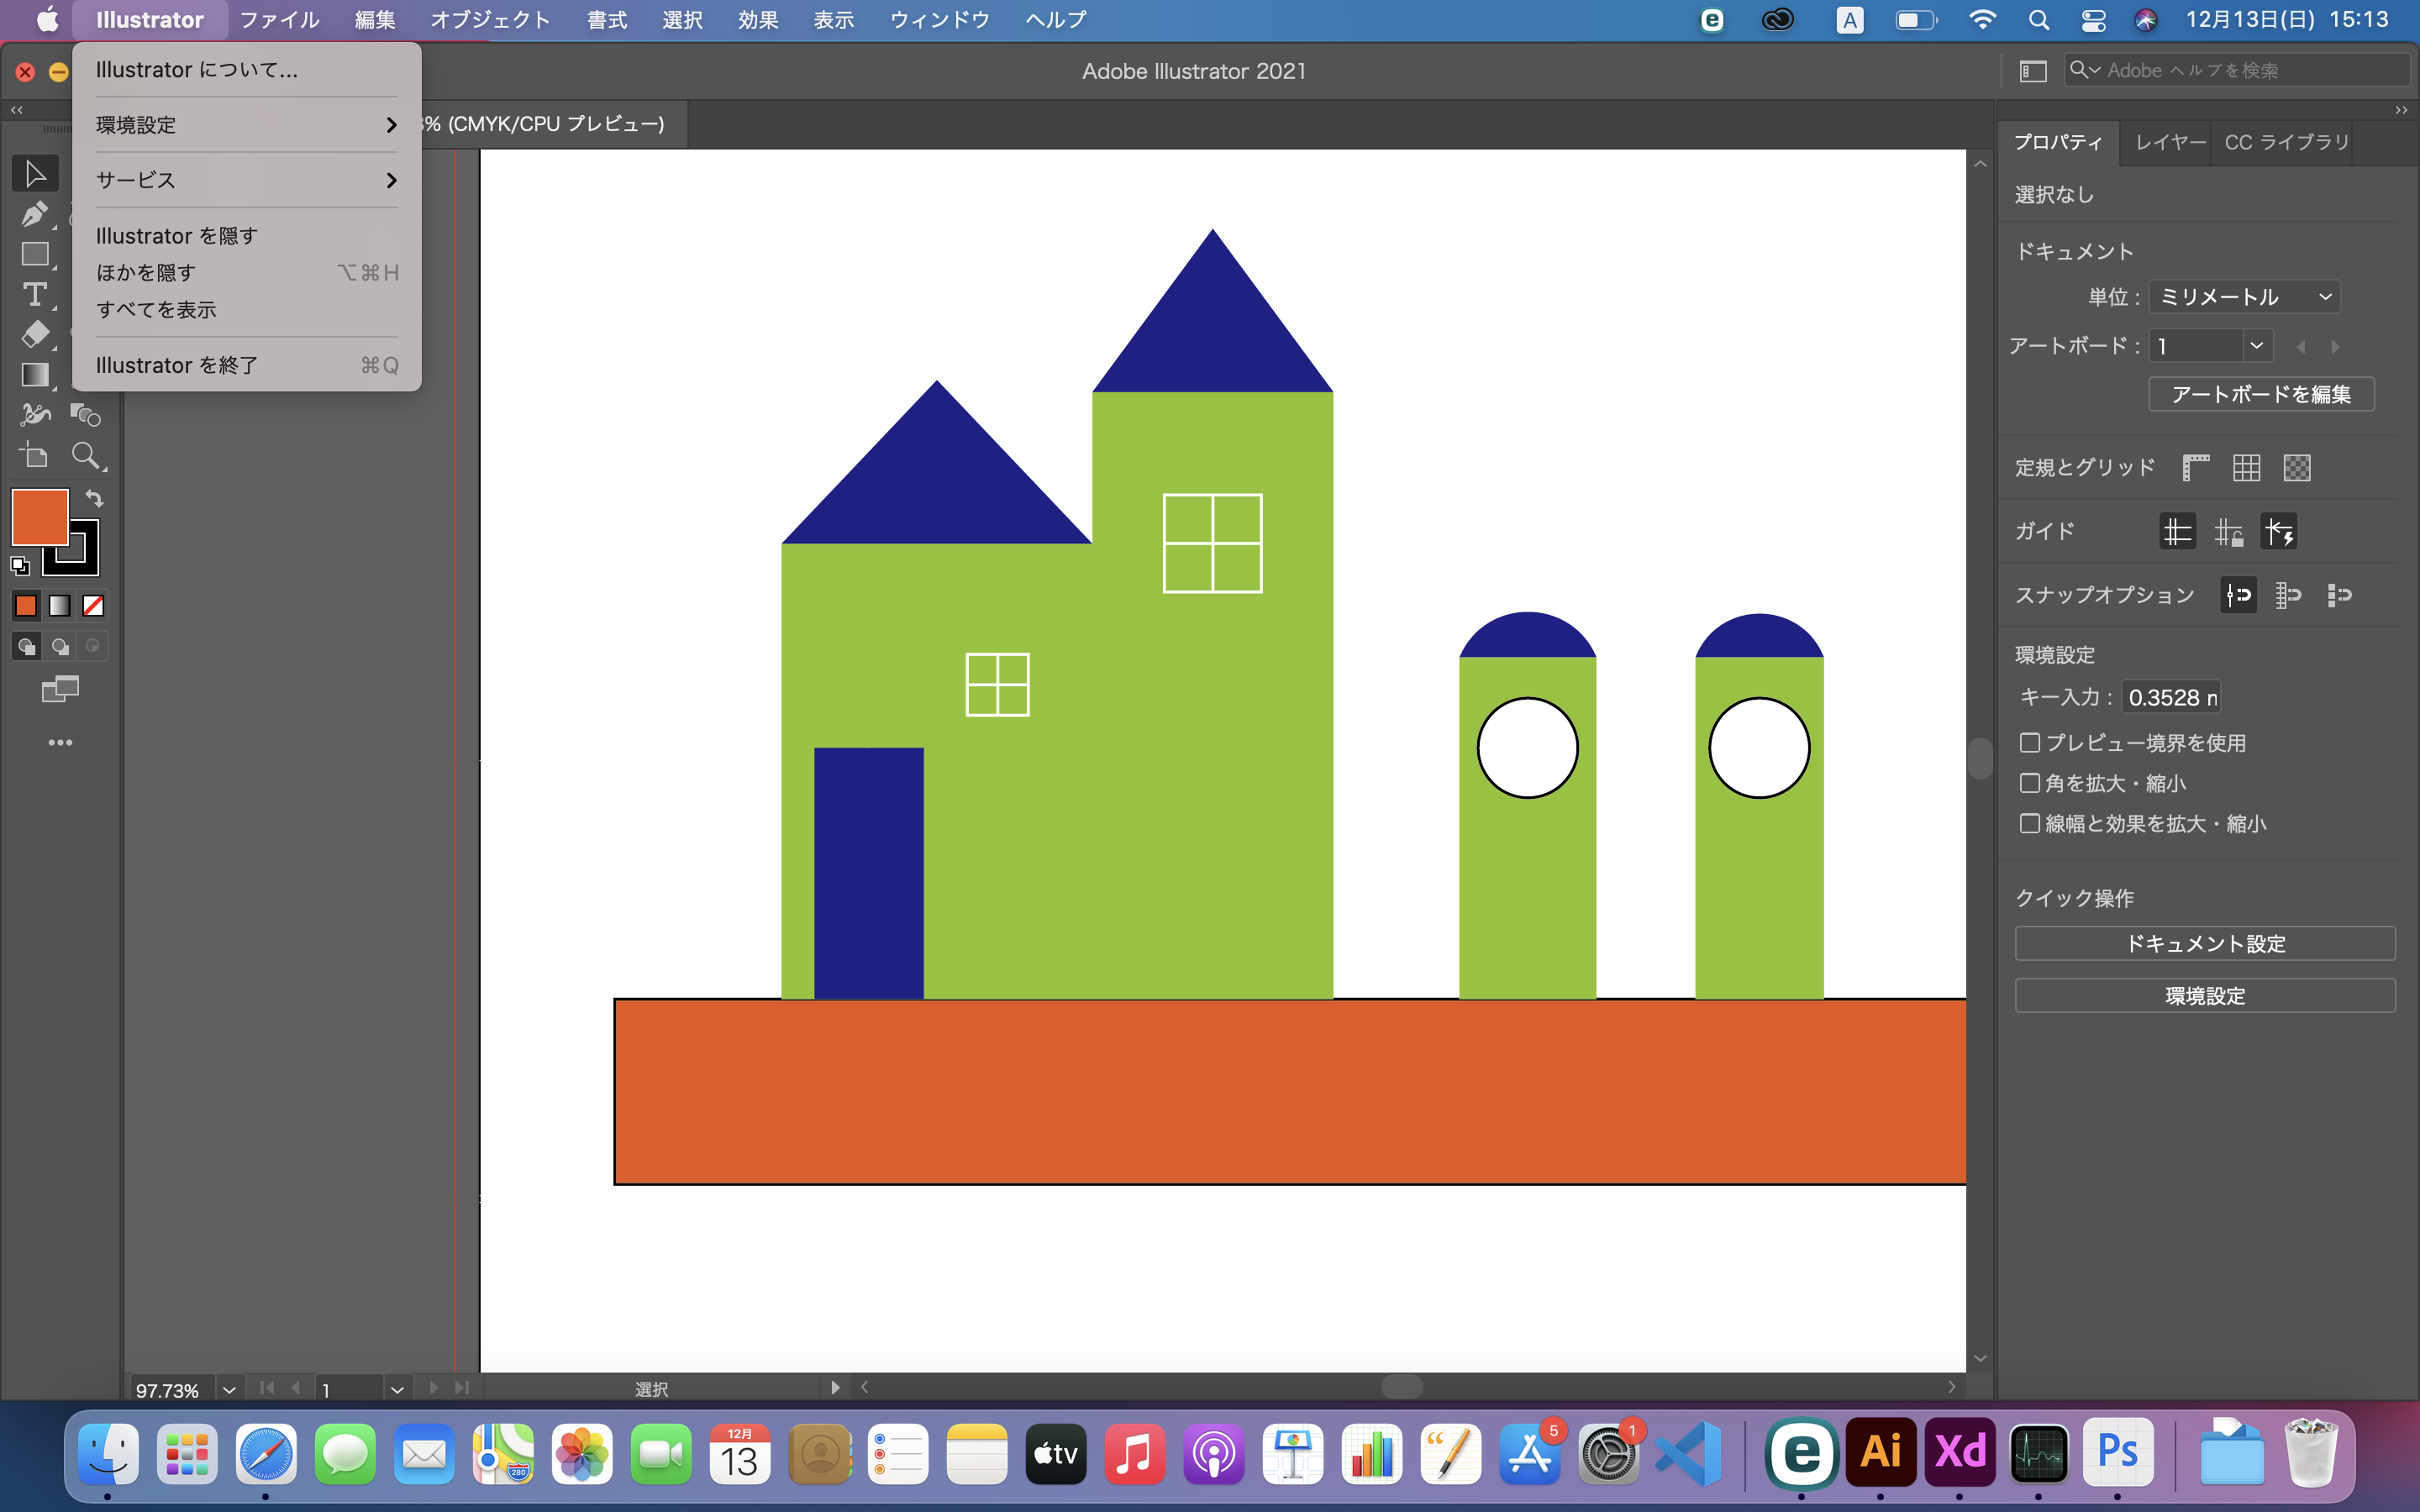 Illustrator ファイル 編集 オブジェクト 書式 選択 効果 表示 ウィンドウ ヘルプ A 12月13日(日) 15:13
Adobe Illustrator 2021
Adobe ヘルプを検索
Illustrator について...
環境設定
サービス
Illustrator を隠す
ほかを隠す ⌥⌘H
すべてを表示
Illustrator を終了 ⌘Q
% (CMYK/CPU プレビュー)
プロパティ レイヤー CC ライブラリ
選択なし
ドキュメント
単位 : ミリメートル
アートボード : 1
アートボードを編集
定規とグリッド
ガイド
スナップオプション
環境設定
キー入力 : 0.3528
プレビュー境界を使用
角を拡大・縮小
線幅と効果を拡大・縮小
クイック操作
ドキュメント設定
環境設定
97.73% 1 選択
12月
13
280
tv
5
1
e
Ai
Xd
Ps